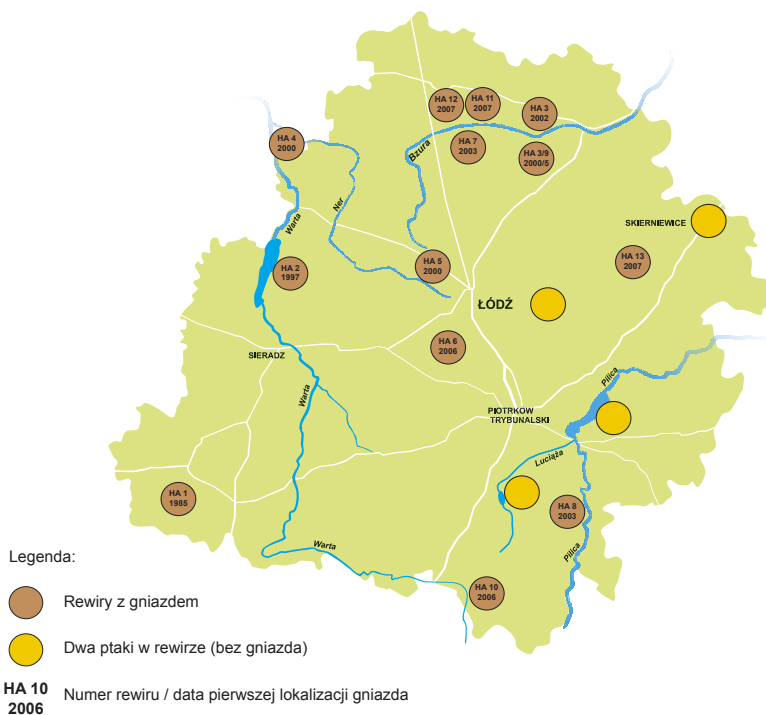 HA 12
2007
HA 11
2007
HA 3
2002
HA 4
2000
HA 7
2003
HA 3/9
2000/5
Bzura
Ner
Warta
SKIERNIEWICE
HA 5
2000
HA 13
2007
HA 2
1997
ŁÓDŹ
HA 6
2006
SIERADZ
Warta
Pilica
PIOTRKOW
TRYBUNALSKI
Luciąża
HA 1
1985
HA 8
2003
Warta
Pilica
HA 10
2006
Legenda:
Rewiry z gniazdem
Dwa ptaki w rewirze (bez gniazda)
HA 10
2006
Numer rewiru / data pierwszej lokalizacji gniazda